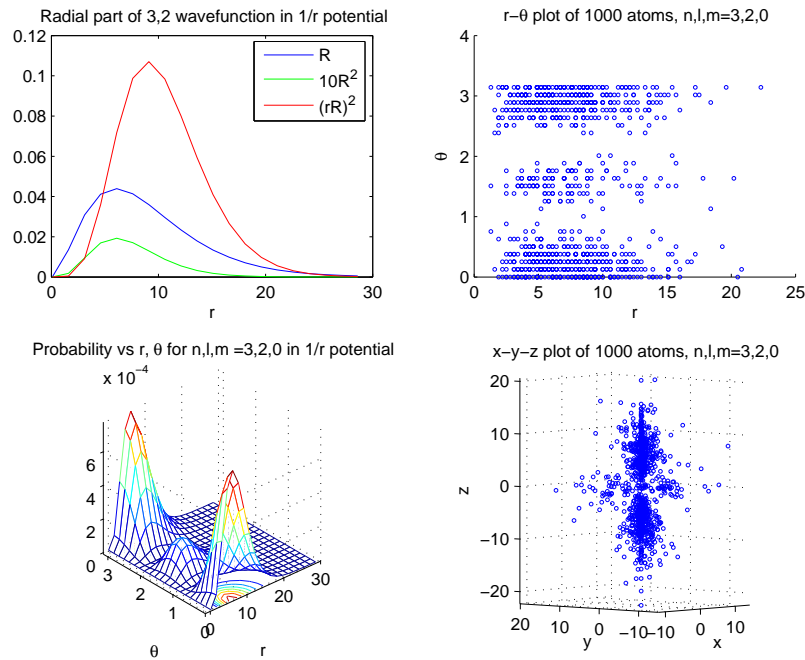 Radial part of 3,2 wavefunction in 1/r potential
0.12
0.1
0.08
0.06
0.04
0.02
0
0 10 20 30
r
R
10R²
(rR)²
r−θ plot of 1000 atoms, n,l,m=3,2,0
4
3
2
1
0
θ
0 5 10 15 20 25
r
Probability vs r, θ for n,l,m =3,2,0 in 1/r potential
x 10⁻⁴
6
4
2
0
3
2
1
0
θ
0
10
20
30
r
x−y−z plot of 1000 atoms, n,l,m=3,2,0
20
10
0
−10
−20
z
20 10 0 −10
y
−10 0 10
x